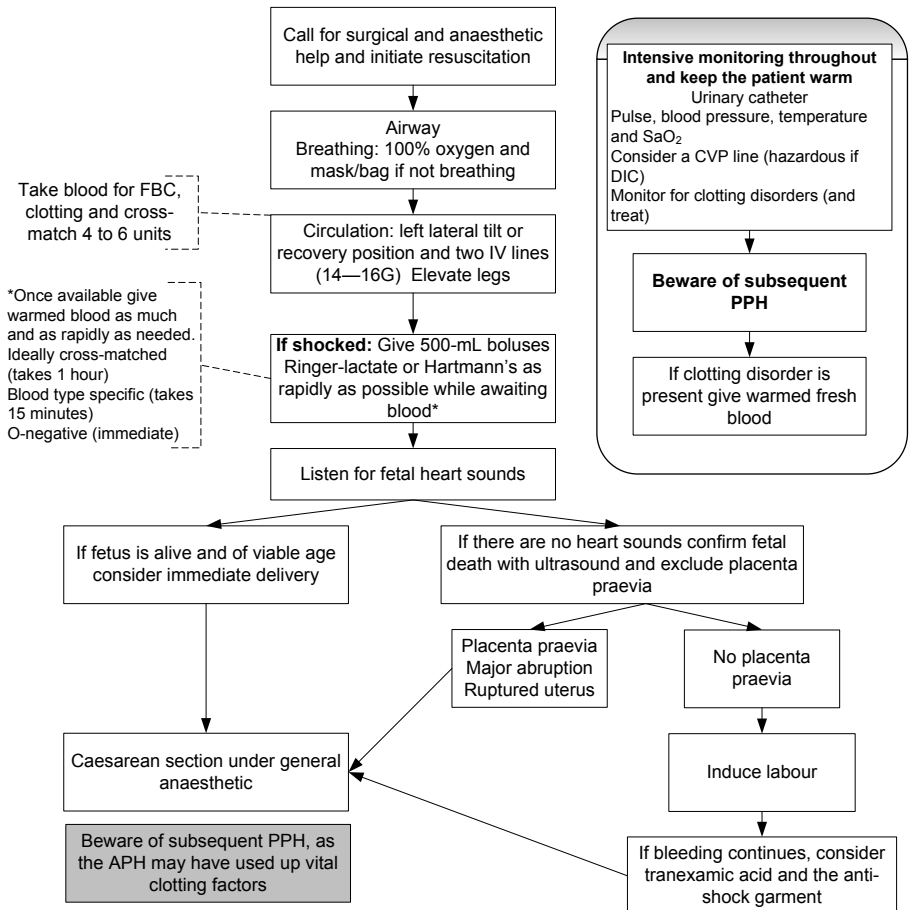 Call for surgical and anaesthetic
help and initiate resuscitation
Airway
Breathing: 100% oxygen and
mask/bag if not breathing
Take blood for FBC,
clotting and cross-
match 4 to 6 units
Circulation: left lateral tilt or
recovery position and two IV lines
(14—16G)  Elevate legs
*Once available give
warmed blood as much
and as rapidly as needed.
Ideally cross-matched
(takes 1 hour)
Blood type specific (takes
15 minutes)
O-negative (immediate)
If shocked: Give 500-mL boluses
Ringer-lactate or Hartmann's as
rapidly as possible while awaiting
blood*
Intensive monitoring throughout
and keep the patient warm
Urinary catheter
Pulse, blood pressure, temperature
and SaO₂
Consider a CVP line (hazardous if
DIC)
Monitor for clotting disorders (and
treat)
Beware of subsequent
PPH
If clotting disorder is
present give warmed fresh
blood
Listen for fetal heart sounds
If fetus is alive and of viable age
consider immediate delivery
If there are no heart sounds confirm fetal
death with ultrasound and exclude placenta
praevia
Placenta praevia
Major abruption
Ruptured uterus
No placenta
praevia
Caesarean section under general
anaesthetic
Induce labour
Beware of subsequent PPH, as
the APH may have used up vital
clotting factors
If bleeding continues, consider
tranexamic acid and the anti-
shock garment